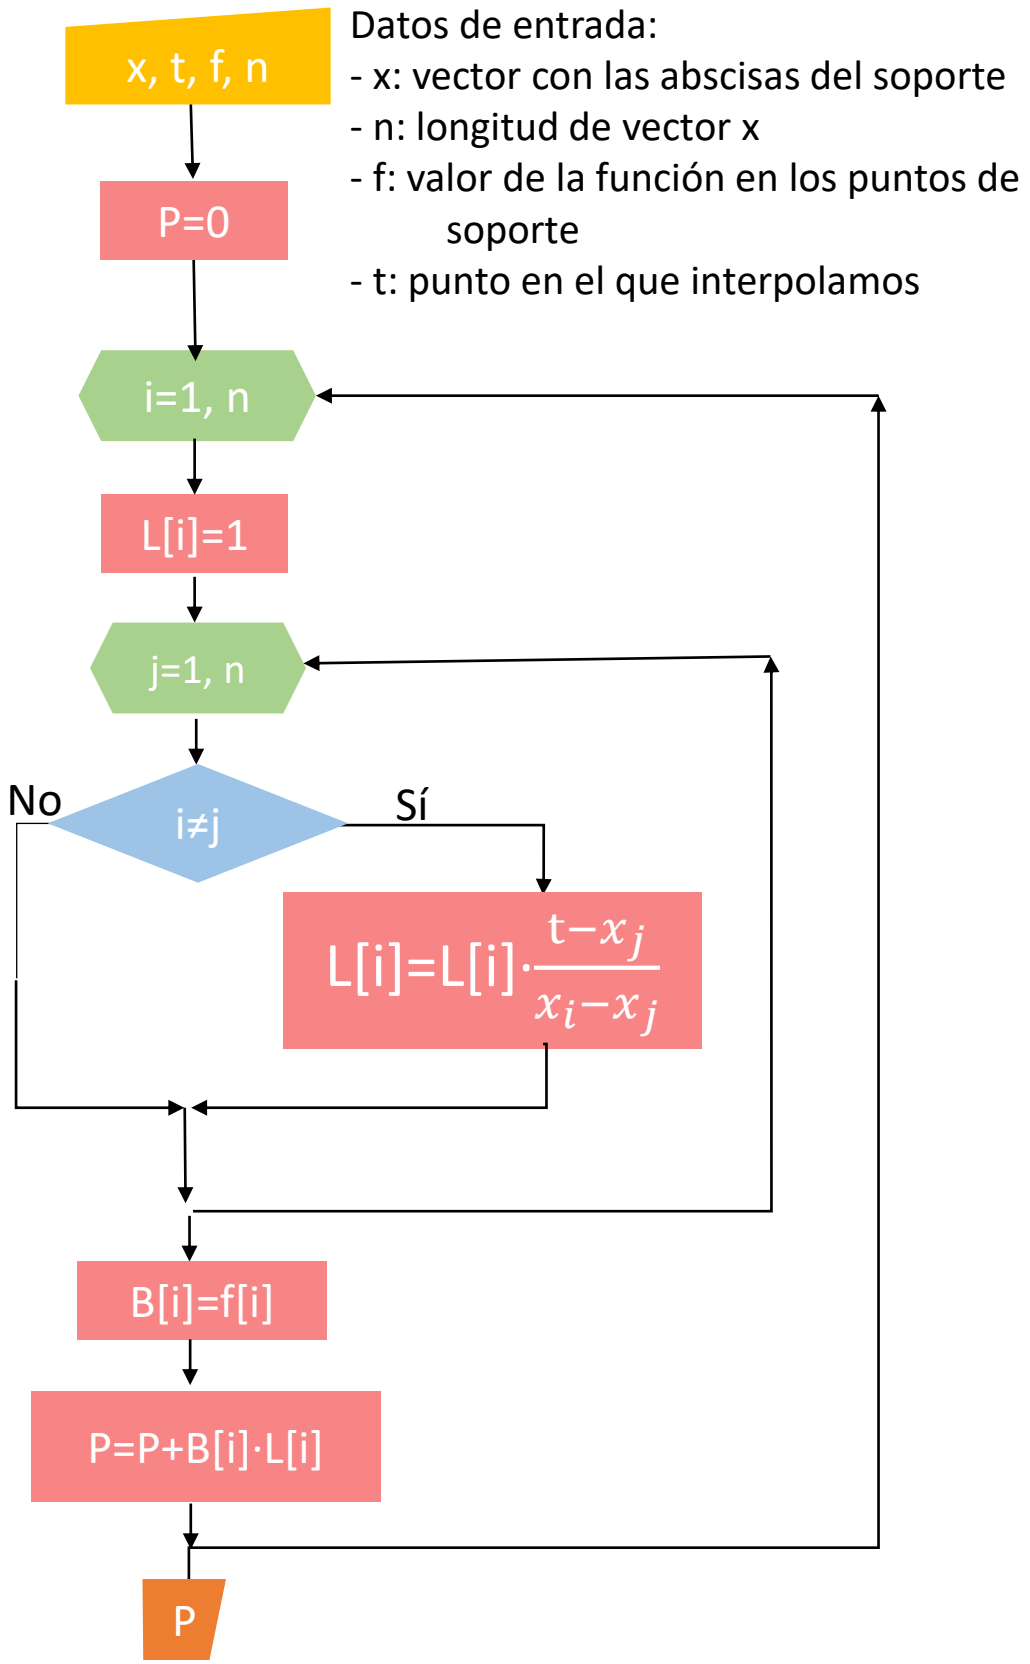 x, t, f, n
Datos de entrada:
- x: vector con las abscisas del soporte
- n: longitud de vector x
- f: valor de la función en los puntos de
soporte
- t: punto en el que interpolamos
P=0
i=1, n
L[i]=1
j=1, n
No
i≠j
Sí
L[i]=L[i]·\frac{t−x_j}{x_i−x_j}
B[i]=f[i]
P=P+B[i]·L[i]
P